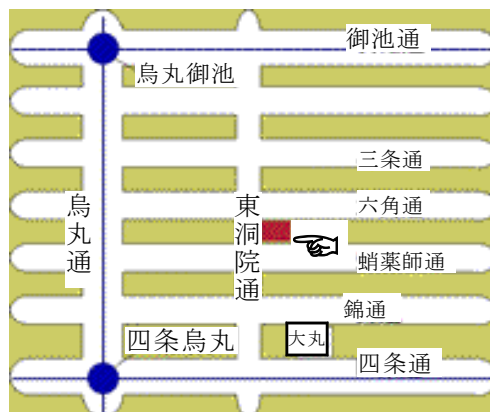 御池通
烏丸御池
三条通
六角通
烏丸通
東洞院通
蛸薬師通
錦通
四条烏丸
大丸
四条通